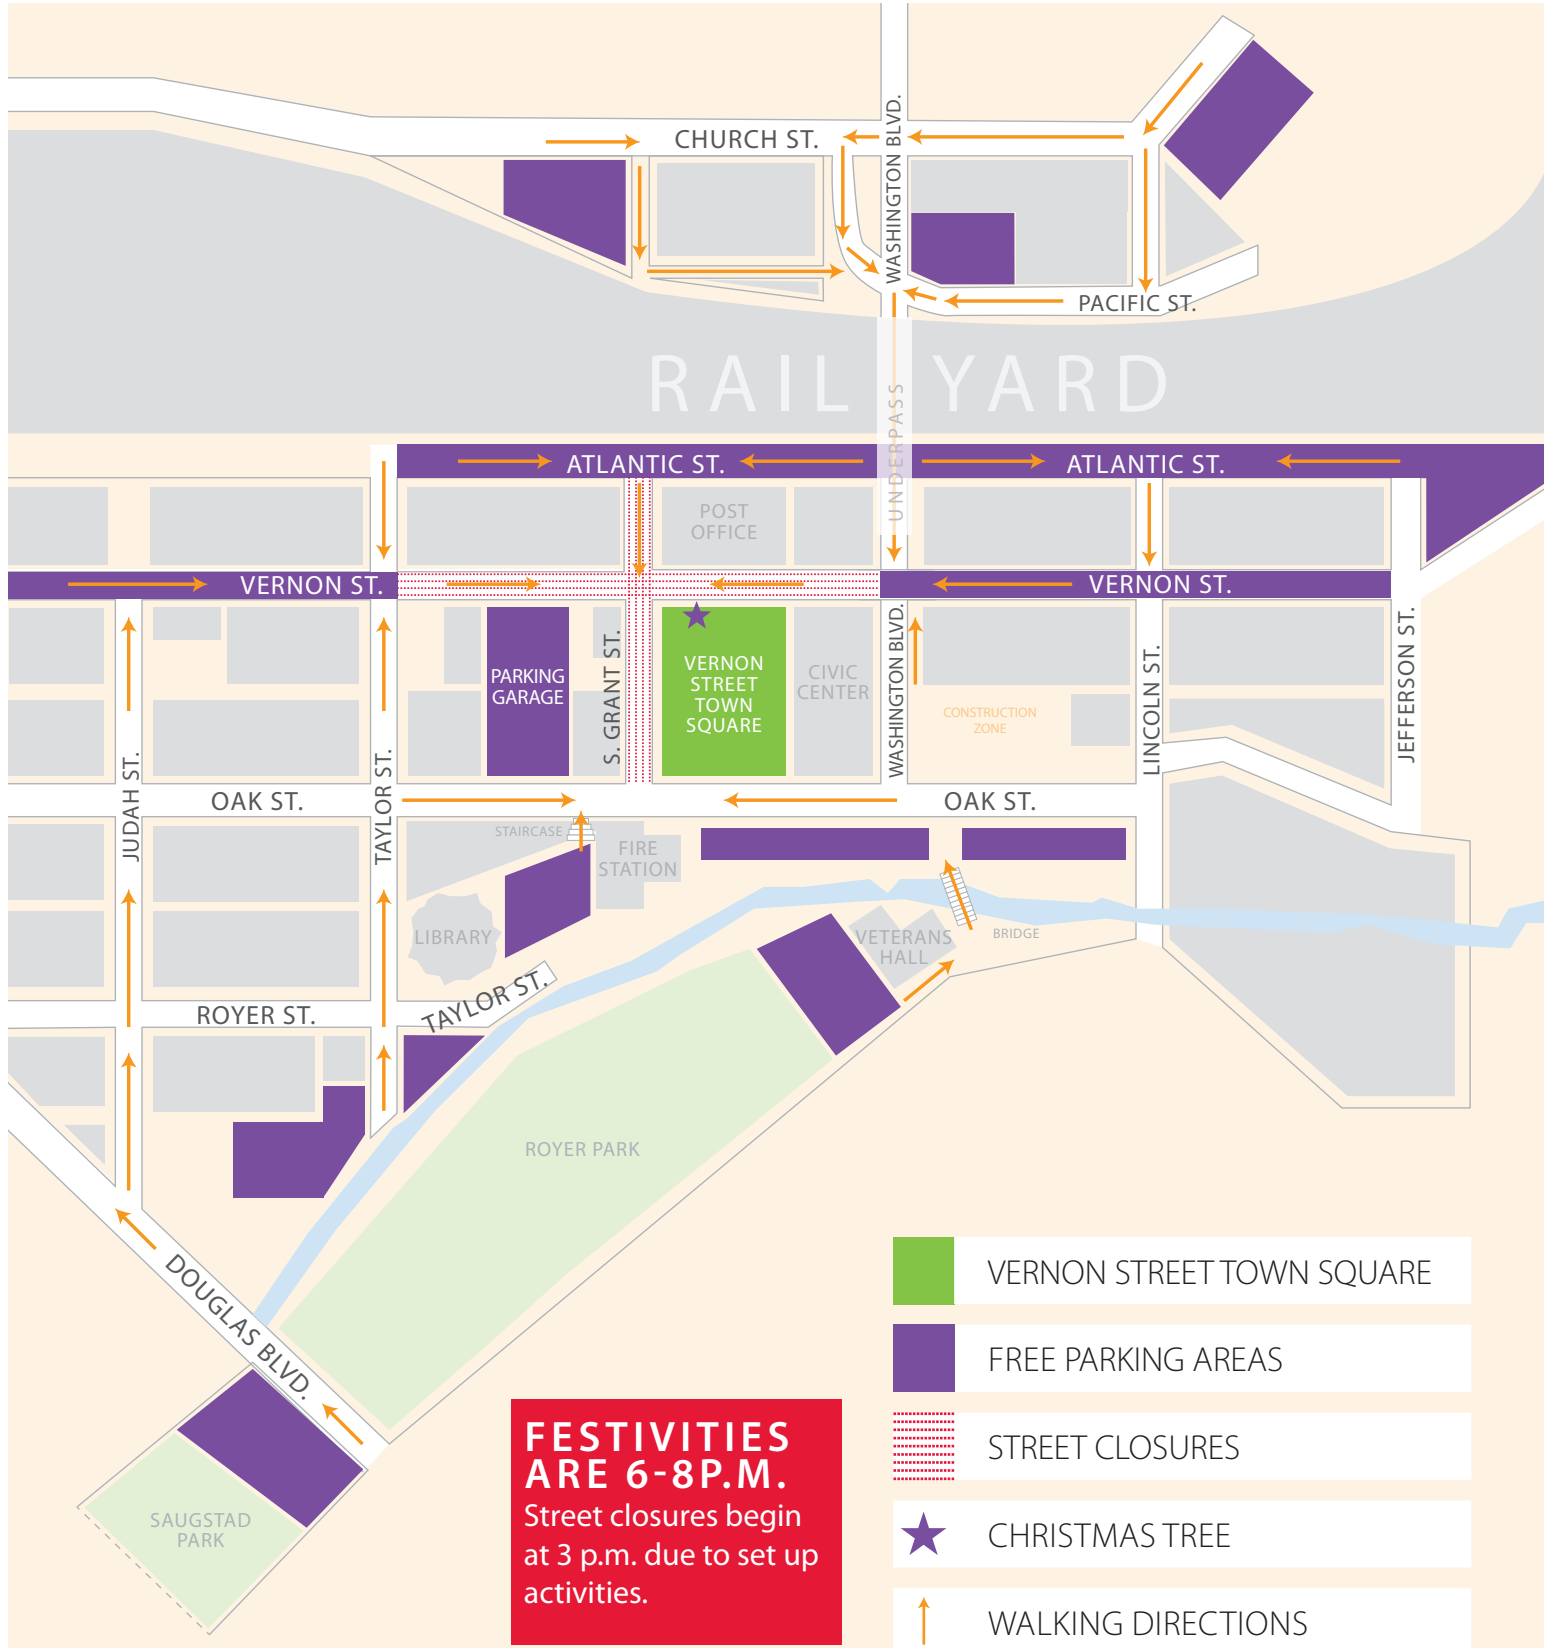 CHURCH ST.
WASHINGTON BLVD.
PACIFIC ST.
RAIL YARD
UNDERPASS
ATLANTIC ST.
ATLANTIC ST.
POST
OFFICE
VERNON ST.
VERNON ST.
PARKING
GARAGE
S. GRANT ST.
VERNON
STREET
TOWN
SQUARE
CIVIC
CENTER
WASHINGTON BLVD.
CONSTRUCTION
ZONE
LINCOLN ST.
JEFFERSON ST.
JUDAH ST.
TAYLOR ST.
OAK ST.
OAK ST.
STAIRCASE
FIRE
STATION
LIBRARY
VETERANS
HALL
BRIDGE
ROYER ST.
TAYLOR ST.
ROYER PARK
DOUGLAS BLVD.
SAUGSTAD
PARK
FESTIVITIES
ARE 6-8P.M.
Street closures begin
at 3 p.m. due to set up
activities.
VERNON STREET TOWN SQUARE
FREE PARKING AREAS
STREET CLOSURES
CHRISTMAS TREE
WALKING DIRECTIONS